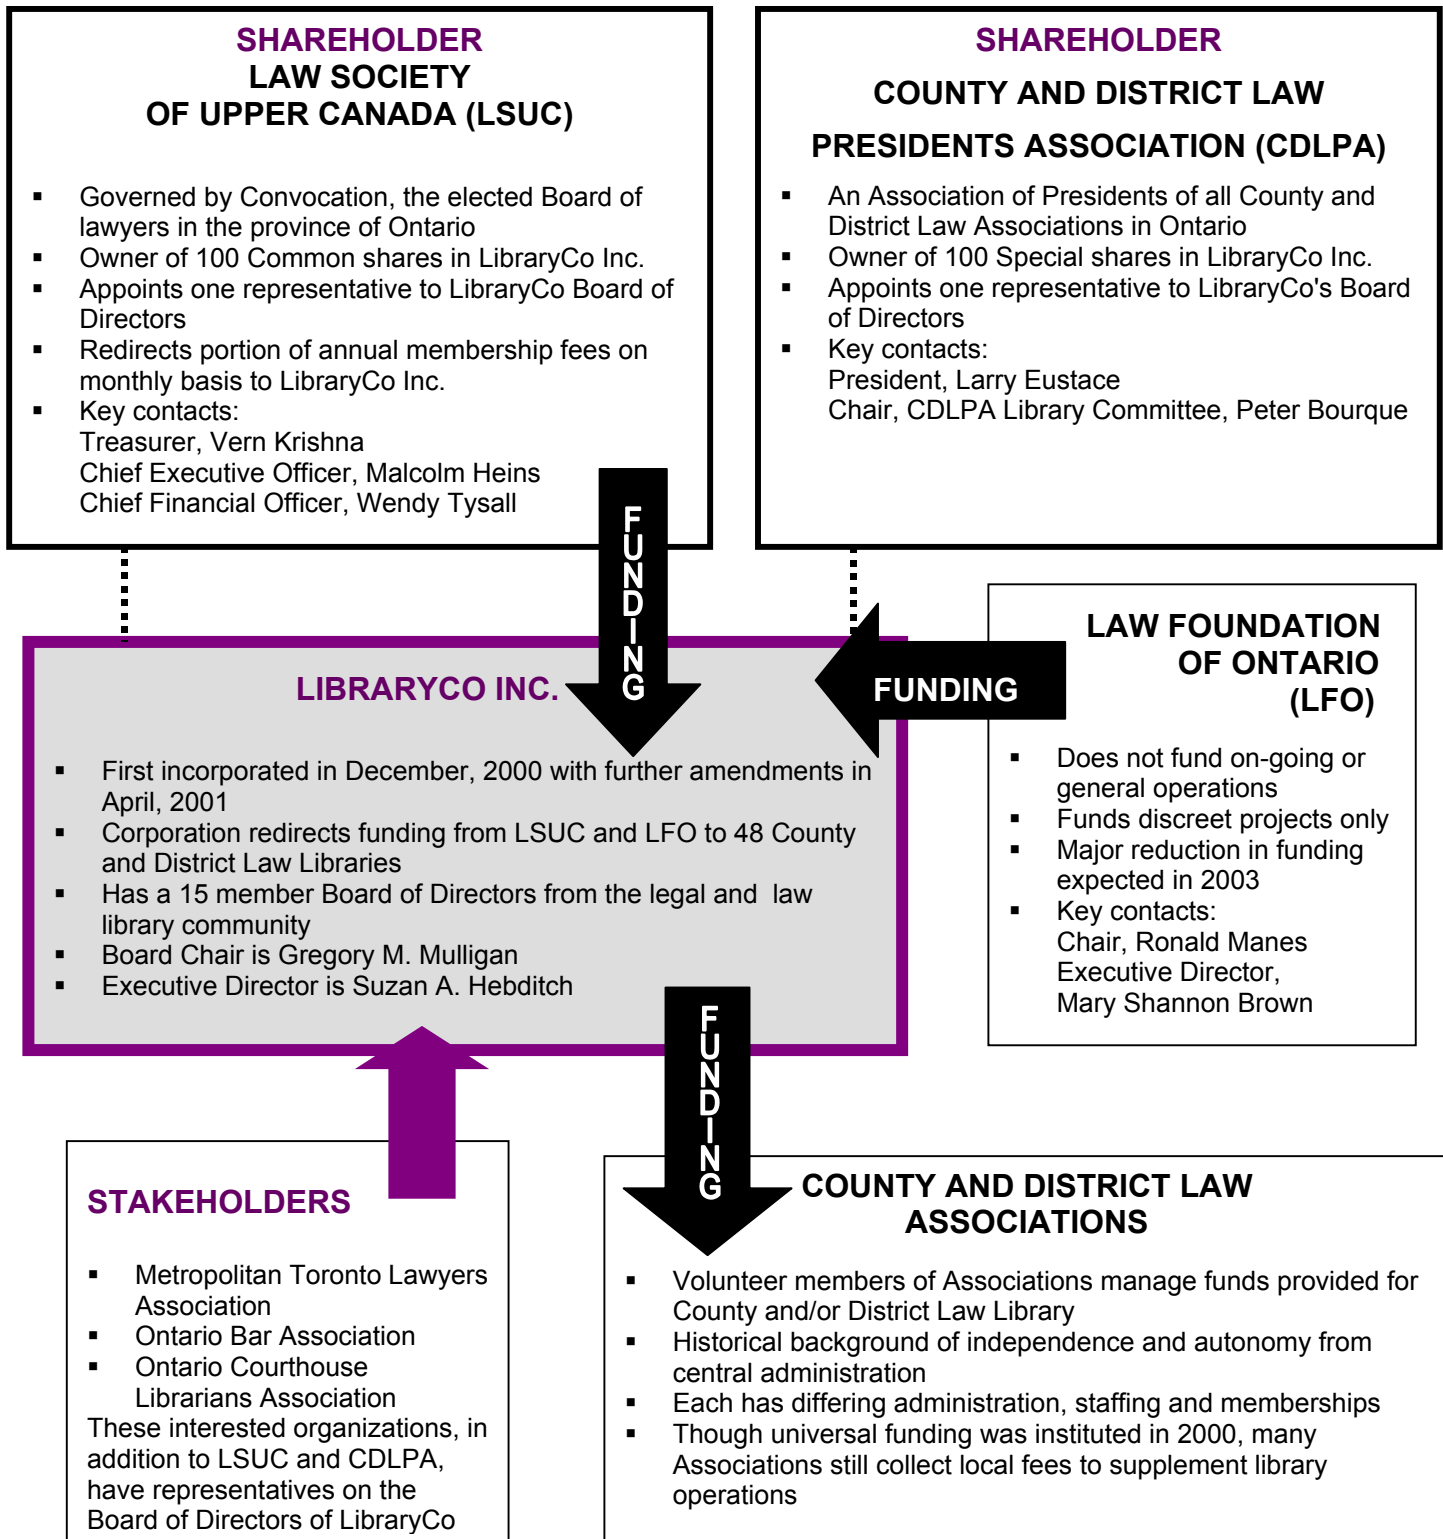 SHAREHOLDER
LAW SOCIETY
OF UPPER CANADA (LSUC)
▪ Governed by Convocation, the elected Board of
lawyers in the province of Ontario
▪ Owner of 100 Common shares in LibraryCo Inc.
▪ Appoints one representative to LibraryCo Board of
Directors
▪ Redirects portion of annual membership fees on
monthly basis to LibraryCo Inc.
▪ Key contacts:
Treasurer, Vern Krishna
Chief Executive Officer, Malcolm Heins
Chief Financial Officer, Wendy Tysall
SHAREHOLDER
COUNTY AND DISTRICT LAW
PRESIDENTS ASSOCIATION (CDLPA)
▪ An Association of Presidents of all County and
District Law Associations in Ontario
▪ Owner of 100 Special shares in LibraryCo Inc.
▪ Appoints one representative to LibraryCo's Board
of Directors
▪ Key contacts:
President, Larry Eustace
Chair, CDLPA Library Committee, Peter Bourque
FUNDING
FUNDING
LAW FOUNDATION
OF ONTARIO
(LFO)
▪ Does not fund on-going or
general operations
▪ Funds discreet projects only
▪ Major reduction in funding
expected in 2003
▪ Key contacts:
Chair, Ronald Manes
Executive Director,
Mary Shannon Brown
LIBRARYCO INC.
▪ First incorporated in December, 2000 with further amendments in
April, 2001
▪ Corporation redirects funding from LSUC and LFO to 48 County
and District Law Libraries
▪ Has a 15 member Board of Directors from the legal and law
library community
▪ Board Chair is Gregory M. Mulligan
▪ Executive Director is Suzan A. Hebditch
FUNDING
STAKEHOLDERS
▪ Metropolitan Toronto Lawyers
Association
▪ Ontario Bar Association
▪ Ontario Courthouse
Librarians Association
These interested organizations, in
addition to LSUC and CDLPA,
have representatives on the
Board of Directors of LibraryCo
COUNTY AND DISTRICT LAW
ASSOCIATIONS
▪ Volunteer members of Associations manage funds provided for
County and/or District Law Library
▪ Historical background of independence and autonomy from
central administration
▪ Each has differing administration, staffing and memberships
▪ Though universal funding was instituted in 2000, many
Associations still collect local fees to supplement library
operations